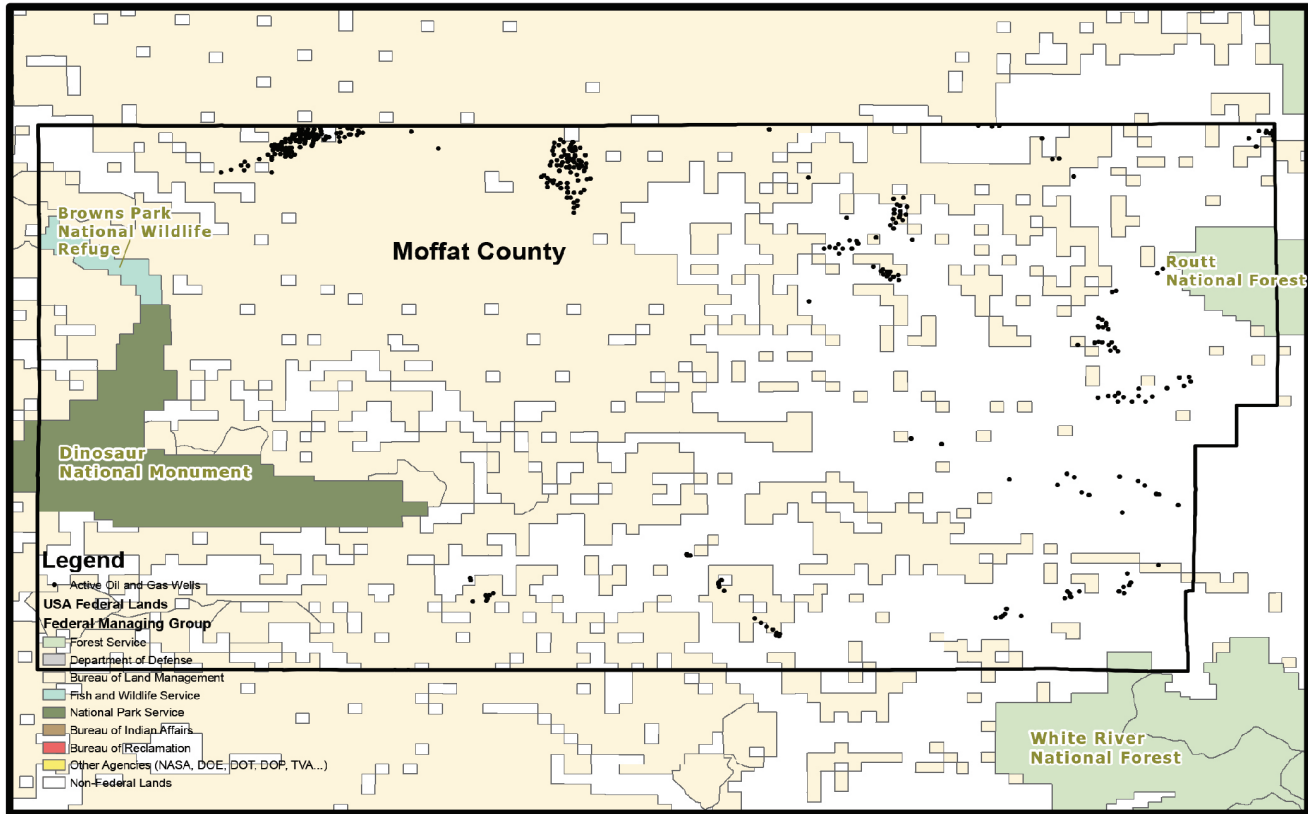 Browns Park
National Wildlife
Refuge
Moffat County
Routt
National Forest
Dinosaur
National Monument
Legend
Active Oil and Gas Wells
USA Federal Lands
Federal Managing Group
Forest Service
Department of Defense
Bureau of Land Management
Fish and Wildlife Service
National Park Service
Bureau of Indian Affairs
Bureau of Reclamation
Other Agencies (NASA, DOE, DOT, DOP, TVA...)
Non-Federal Lands
White River
National Forest